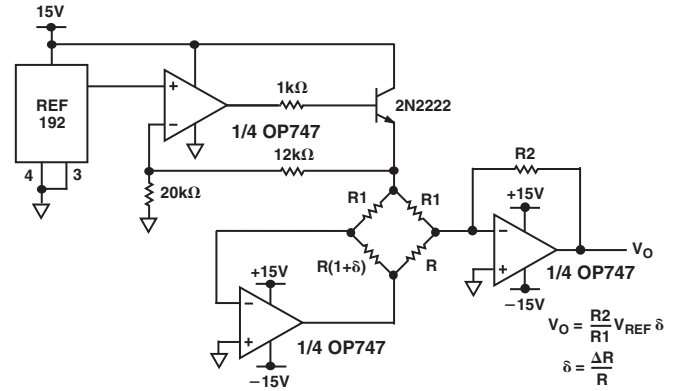 15V
REF
192
4
3
+
−
1/4 OP747
1kΩ
2N2222
12kΩ
20kΩ
R1
R1
R(1+δ)
R
R2
+15V
−
+
1/4 OP747
−15V
V_O
+15V
−
+
1/4 OP747
−15V
V_O = R2/R1 V_REF δ
δ = ΔR/R